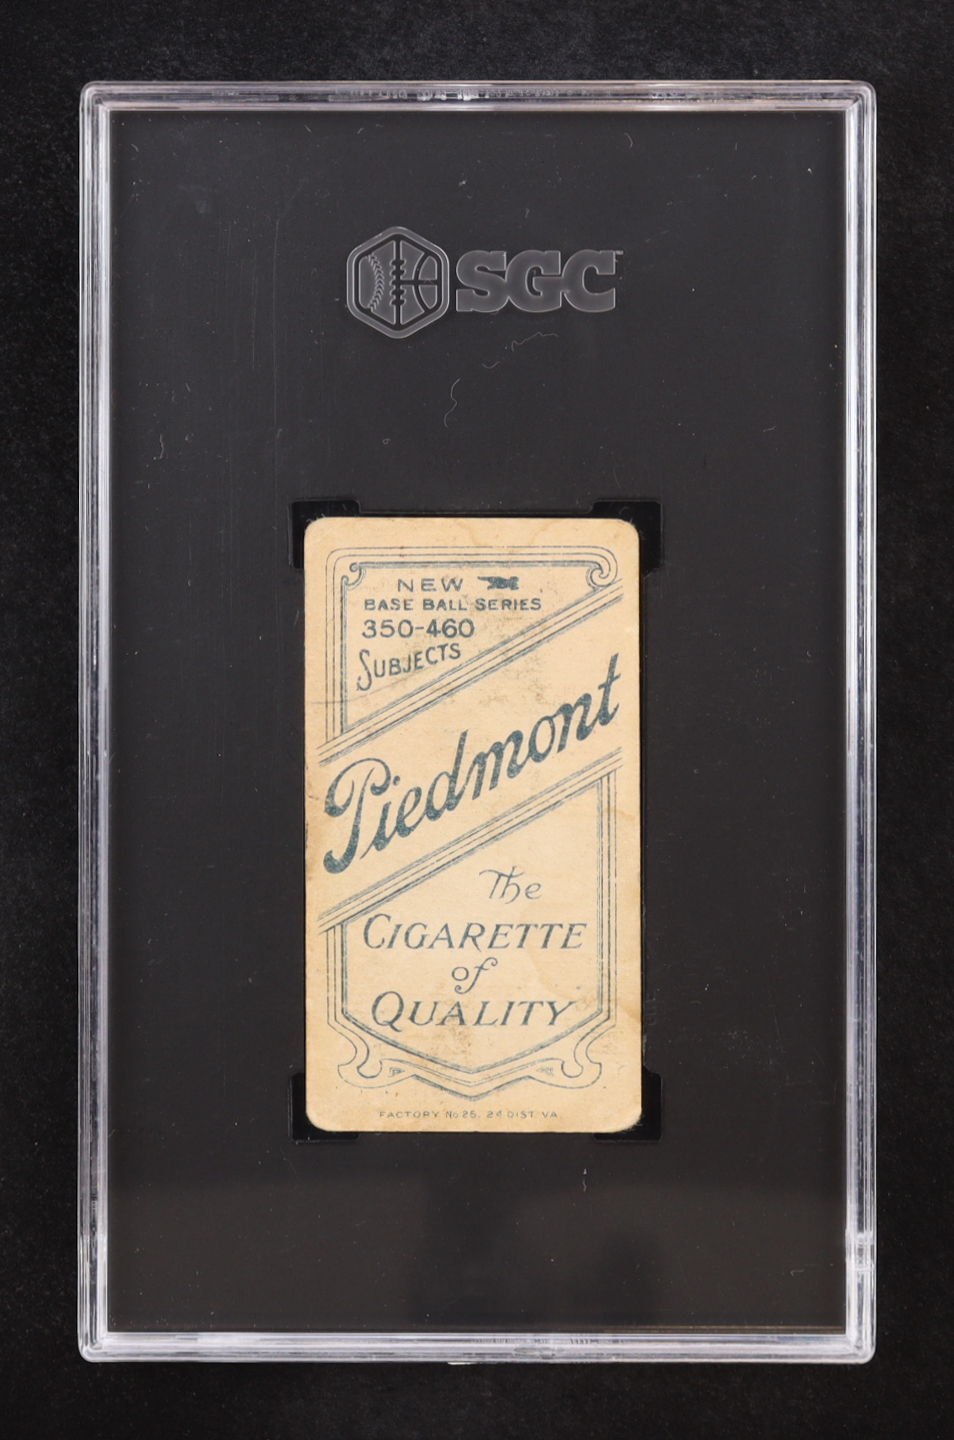 SGC
NEW
BASE BALL SERIES
350-460
SUBJECTS
Piedmont
The
CIGARETTE
of
QUALITY
FACTORY No 25. 2d DIST. VA.